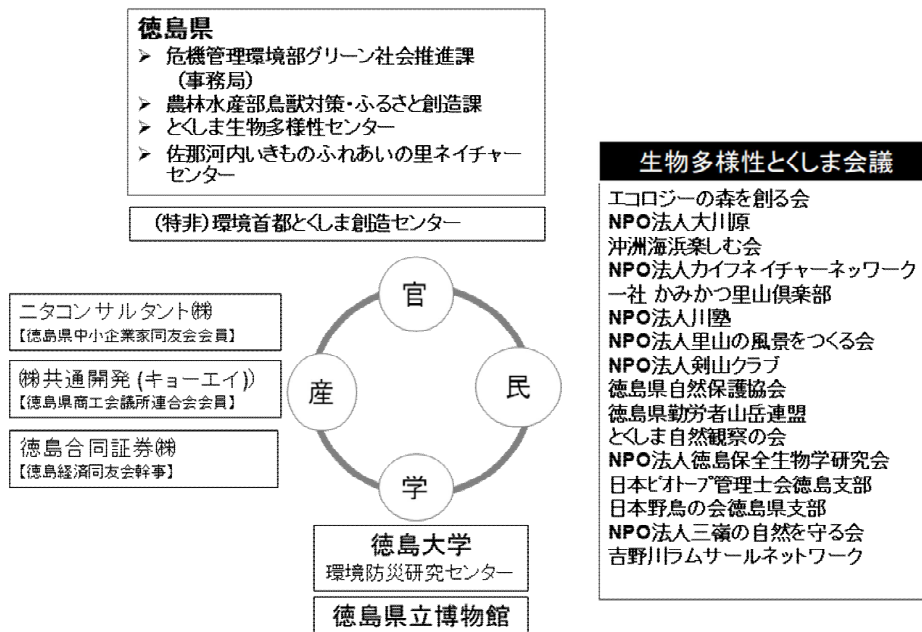 徳島県
➢ 危機管理環境部グリーン社会推進課
(事務局)
➢ 農林水産部鳥獣対策・ふるさと創造課
➢ とくしま生物多様性センター
➢ 佐那河内いきものふれあいの里ネイチャー
センター
(特非)環境首都とくしま創造センター
官
民
学
産
ニタコンサルタント㈱
【徳島県中小企業家同友会会員】
㈱共通開発 (キョーエイ))
【徳島県商工会議所連合会会員】
徳島合同証券㈱
【徳島経済同友会幹事】
徳島大学
環境防災研究センター
徳島県立博物館
生物多様性とくしま会議
エコロジーの森を創る会
NPO法人大川原
沖洲海浜楽しむ会
NPO法人カイフネイチャーネッワーク
一社 かみかつ里山倶楽部
NPO法人川塾
NPO法人里山の風景をつくる会
NPO法人剣山クラブ
徳島県自然保護協会
徳島県勤労者山岳連盟
とくしま自然観察の会
NPO法人徳島保全生物学研究会
日本ビオトープ管理士会徳島支部
日本野鳥の会徳島県支部
NPO法人三嶺の自然を守る会
吉野川ラムサールネットワーク